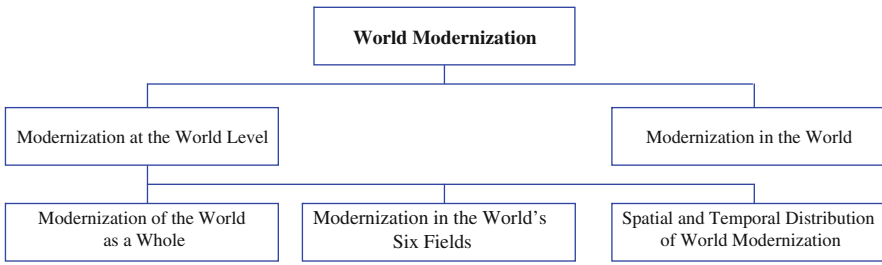 World Modernization
Modernization at the World Level
Modernization in the World
Modernization of the World
as a Whole
Modernization in the World's
Six Fields
Spatial and Temporal Distribution
of World Modernization